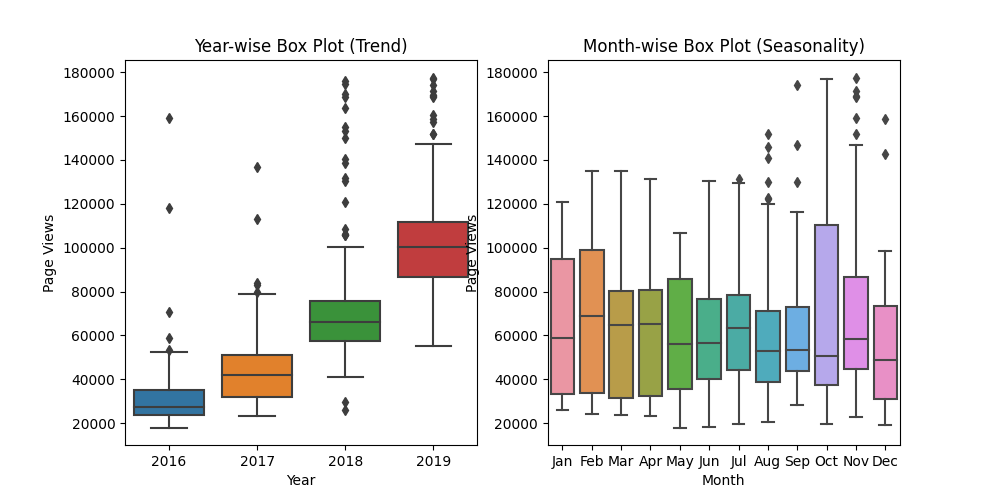 Year-wise Box Plot (Trend)
Page Views
180000
160000
140000
120000
100000
80000
60000
40000
20000
2016 2017 2018 2019
Year
Month-wise Box Plot (Seasonality)
Page Views
180000
160000
140000
120000
100000
80000
60000
40000
20000
Jan Feb Mar Apr May Jun Jul Aug Sep Oct Nov Dec
Month